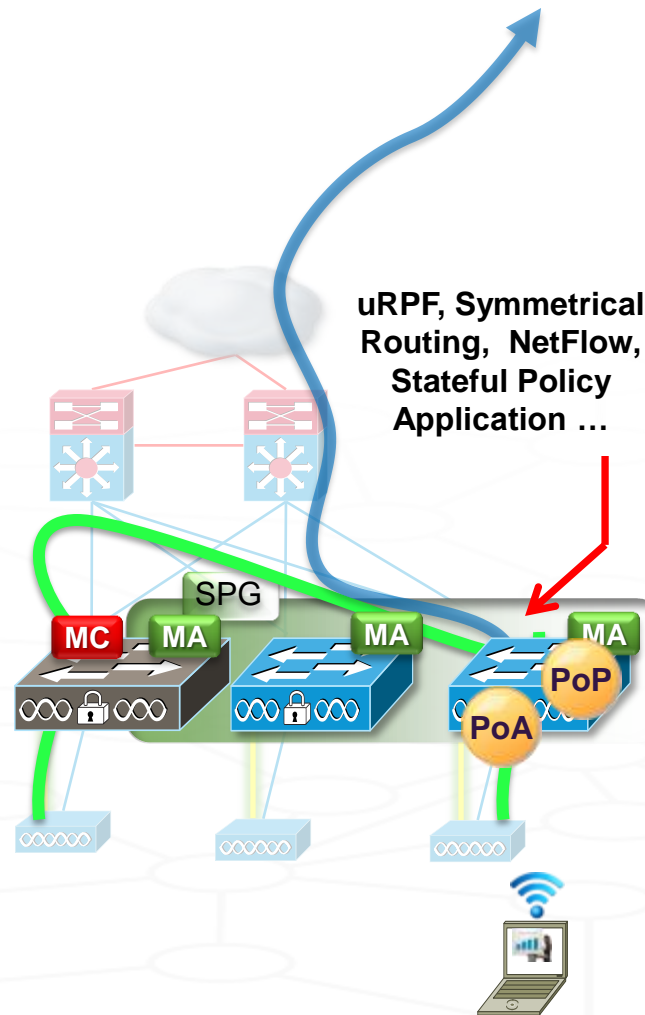 uRPF, Symmetrical
Routing, NetFlow,
Stateful Policy
Application …
SPG
MC
MA
MA
MA
PoP
PoA